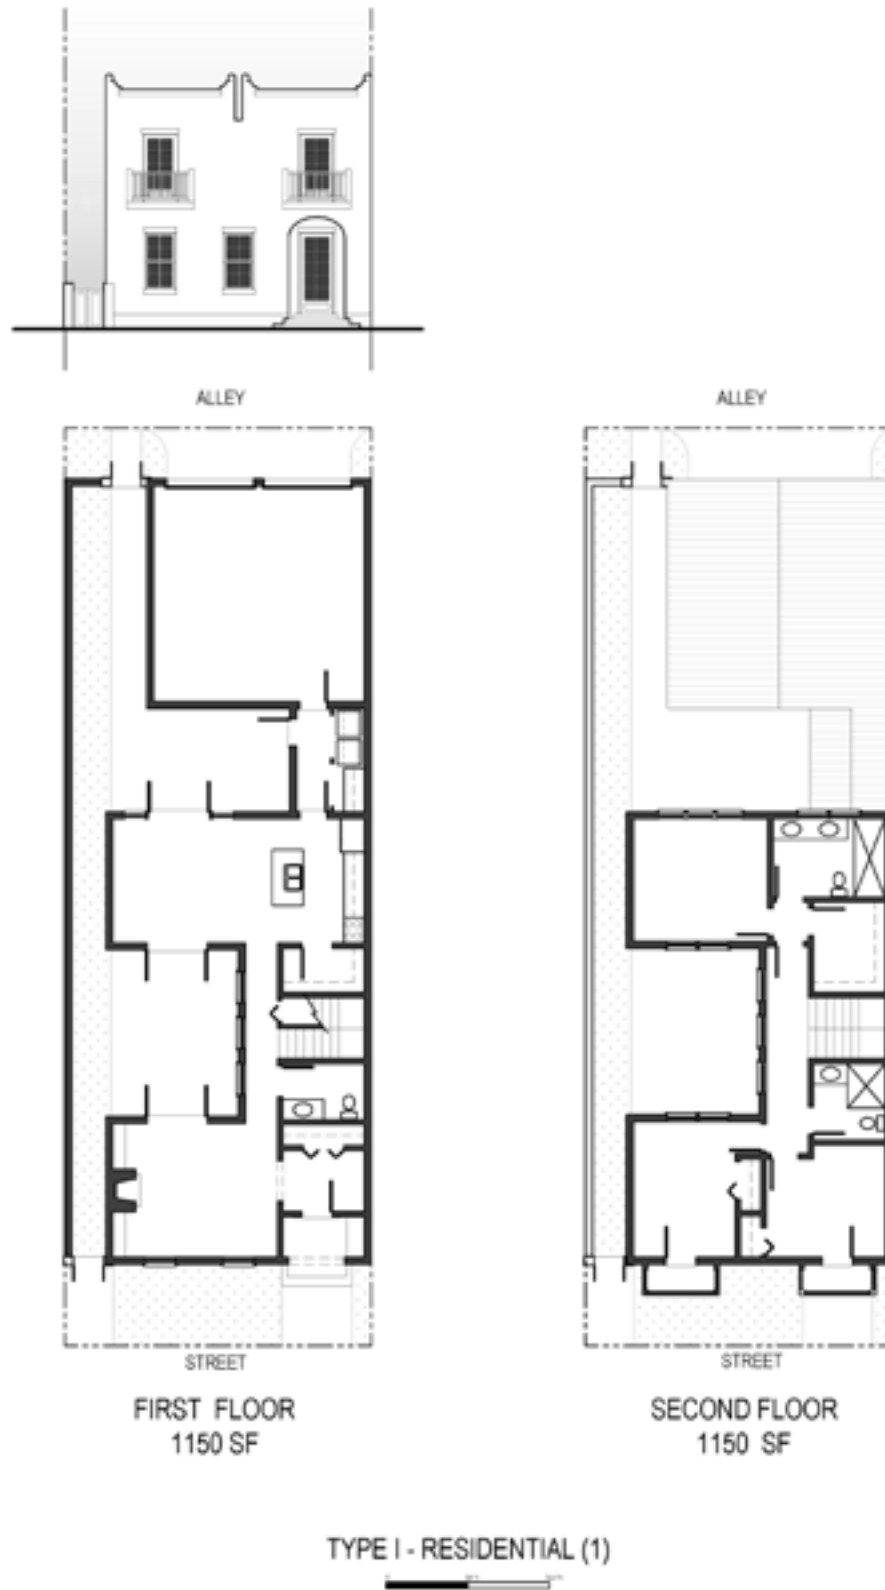 ALLEY
ALLEY
STREET
STREET
FIRST FLOOR
1150 SF
SECOND FLOOR
1150 SF
TYPE I - RESIDENTIAL (1)